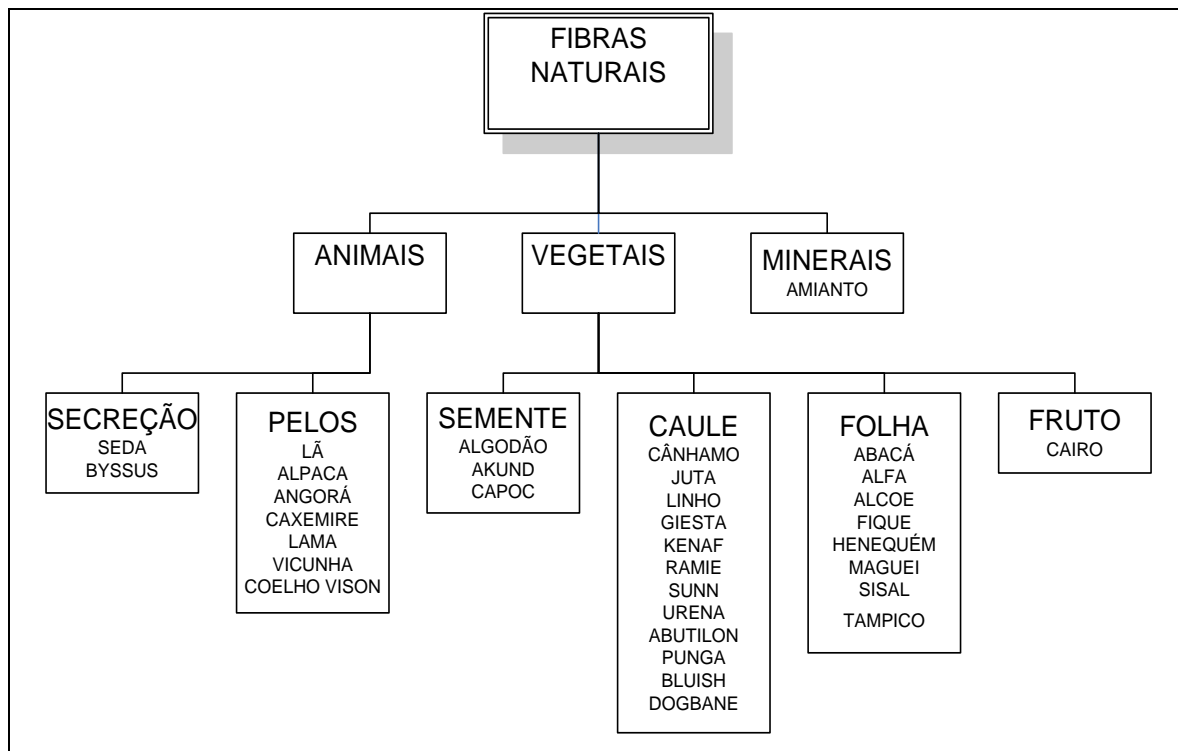 FIBRAS
NATURAIS
ANIMAIS
VEGETAIS
MINERAIS
AMIANTO
SECREÇÃO
SEDA
BYSSUS
PELOS
LÃ
ALPACA
ANGORÁ
CAXEMIRE
LAMA
VICUNHA
COELHO VISON
SEMENTE
ALGODÃO
AKUND
CAPOC
CAULE
CÂNHAMO
JUTA
LINHO
GIESTA
KENAF
RAMIE
SUNN
URENA
ABUTILON
PUNGA
BLUISH
DOGBANE
FOLHA
ABACÁ
ALFA
ALCOE
FIQUE
HENEQUÉM
MAGUEI
SISAL
TAMPICO
FRUTO
CAIRO